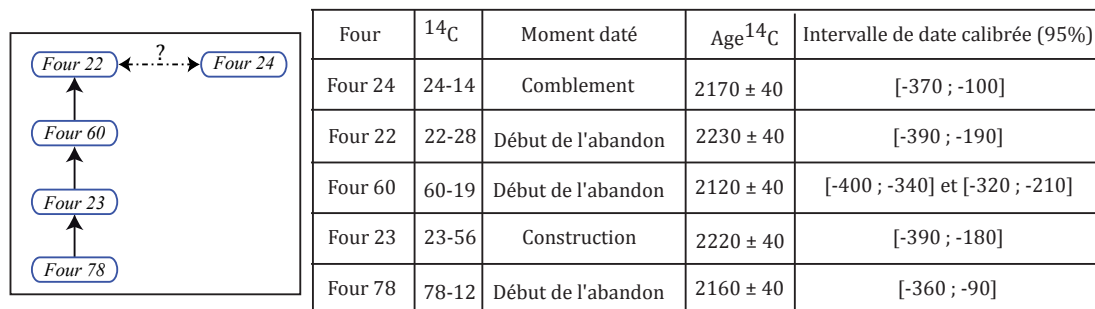 ?
Four 22 Four 24
Four 60
Four 23
Four 78
Four 14C Moment daté Age14C Intervalle de date calibrée (95%)
Four 24 24-14 Comblement 2170 ± 40 [-370 ; -100]
Four 22 22-28 Début de l'abandon 2230 ± 40 [-390 ; -190]
Four 60 60-19 Début de l'abandon 2120 ± 40 [-400 ; -340] et [-320 ; -210]
Four 23 23-56 Construction 2220 ± 40 [-390 ; -180]
Four 78 78-12 Début de l'abandon 2160 ± 40 [-360 ; -90]